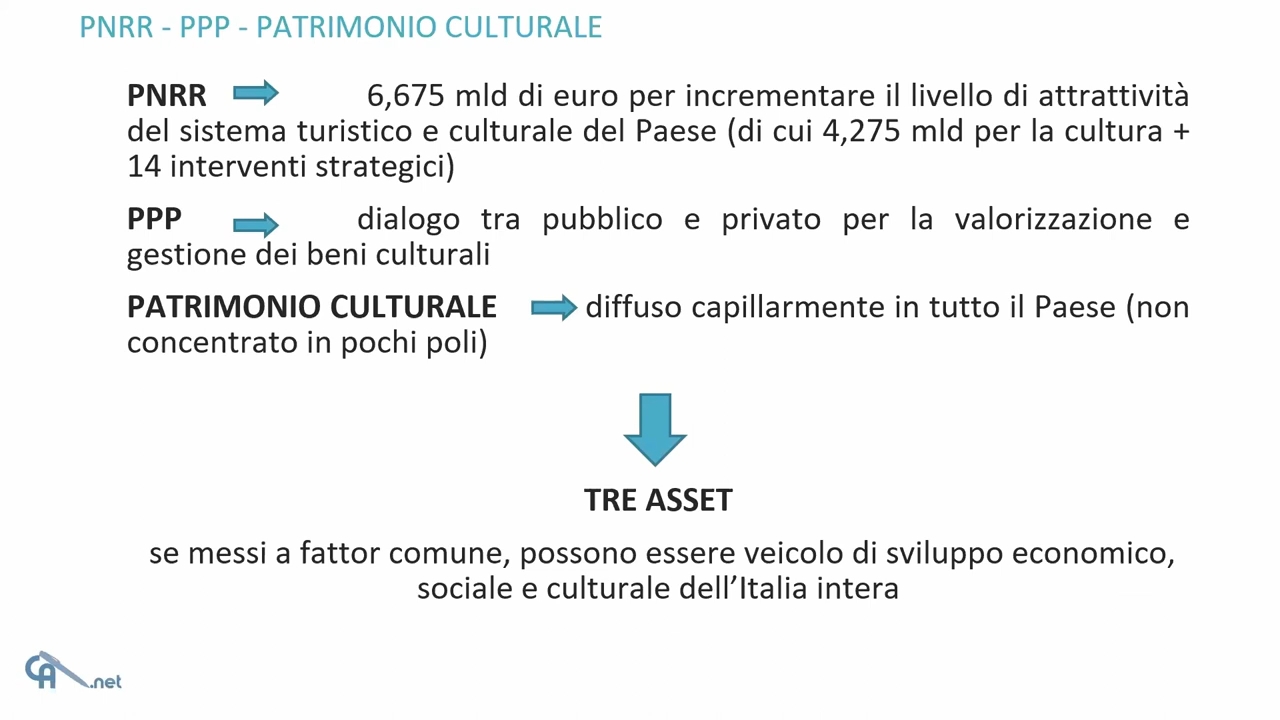 PNRR - PPP - PATRIMONIO CULTURALE
PNRR 6,675 mld di euro per incrementare il livello di attrattività
del sistema turistico e culturale del Paese (di cui 4,275 mld per la cultura +
14 interventi strategici)
PPP dialogo tra pubblico e privato per la valorizzazione e
gestione dei beni culturali
PATRIMONIO CULTURALE diffuso capillarmente in tutto il Paese (non
concentrato in pochi poli)
TRE ASSET
se messi a fattor comune, possono essere veicolo di sviluppo economico,
sociale e culturale dell’Italia intera
CA.net